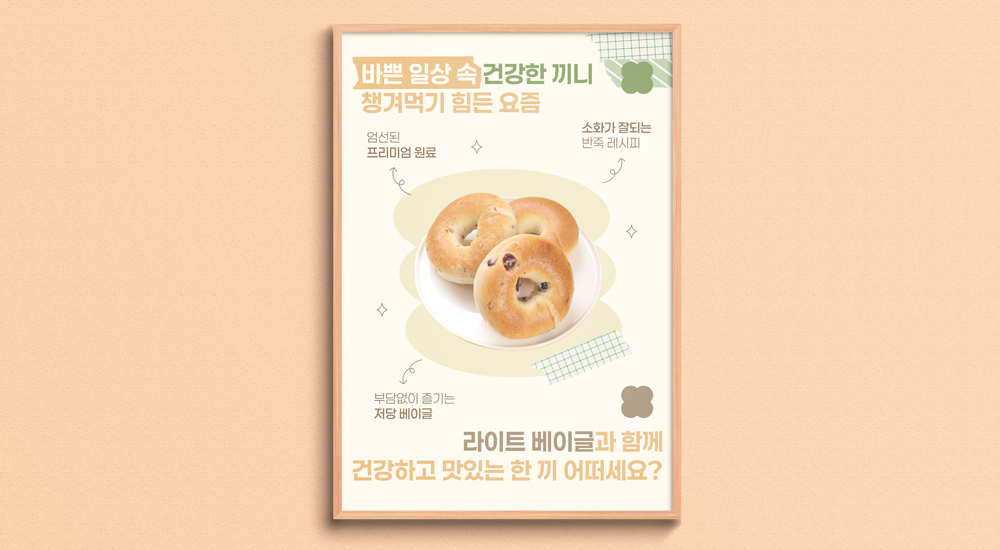 바쁜 일상 속 건강한 끼니
챙겨먹기 힘든 요즘
엄선된
프리미엄 원료
소화가 잘되는
반죽 레시피
부담없이 즐기는
저당 베이글
라이트 베이글과 함께
건강하고 맛있는 한 끼 어떠세요?